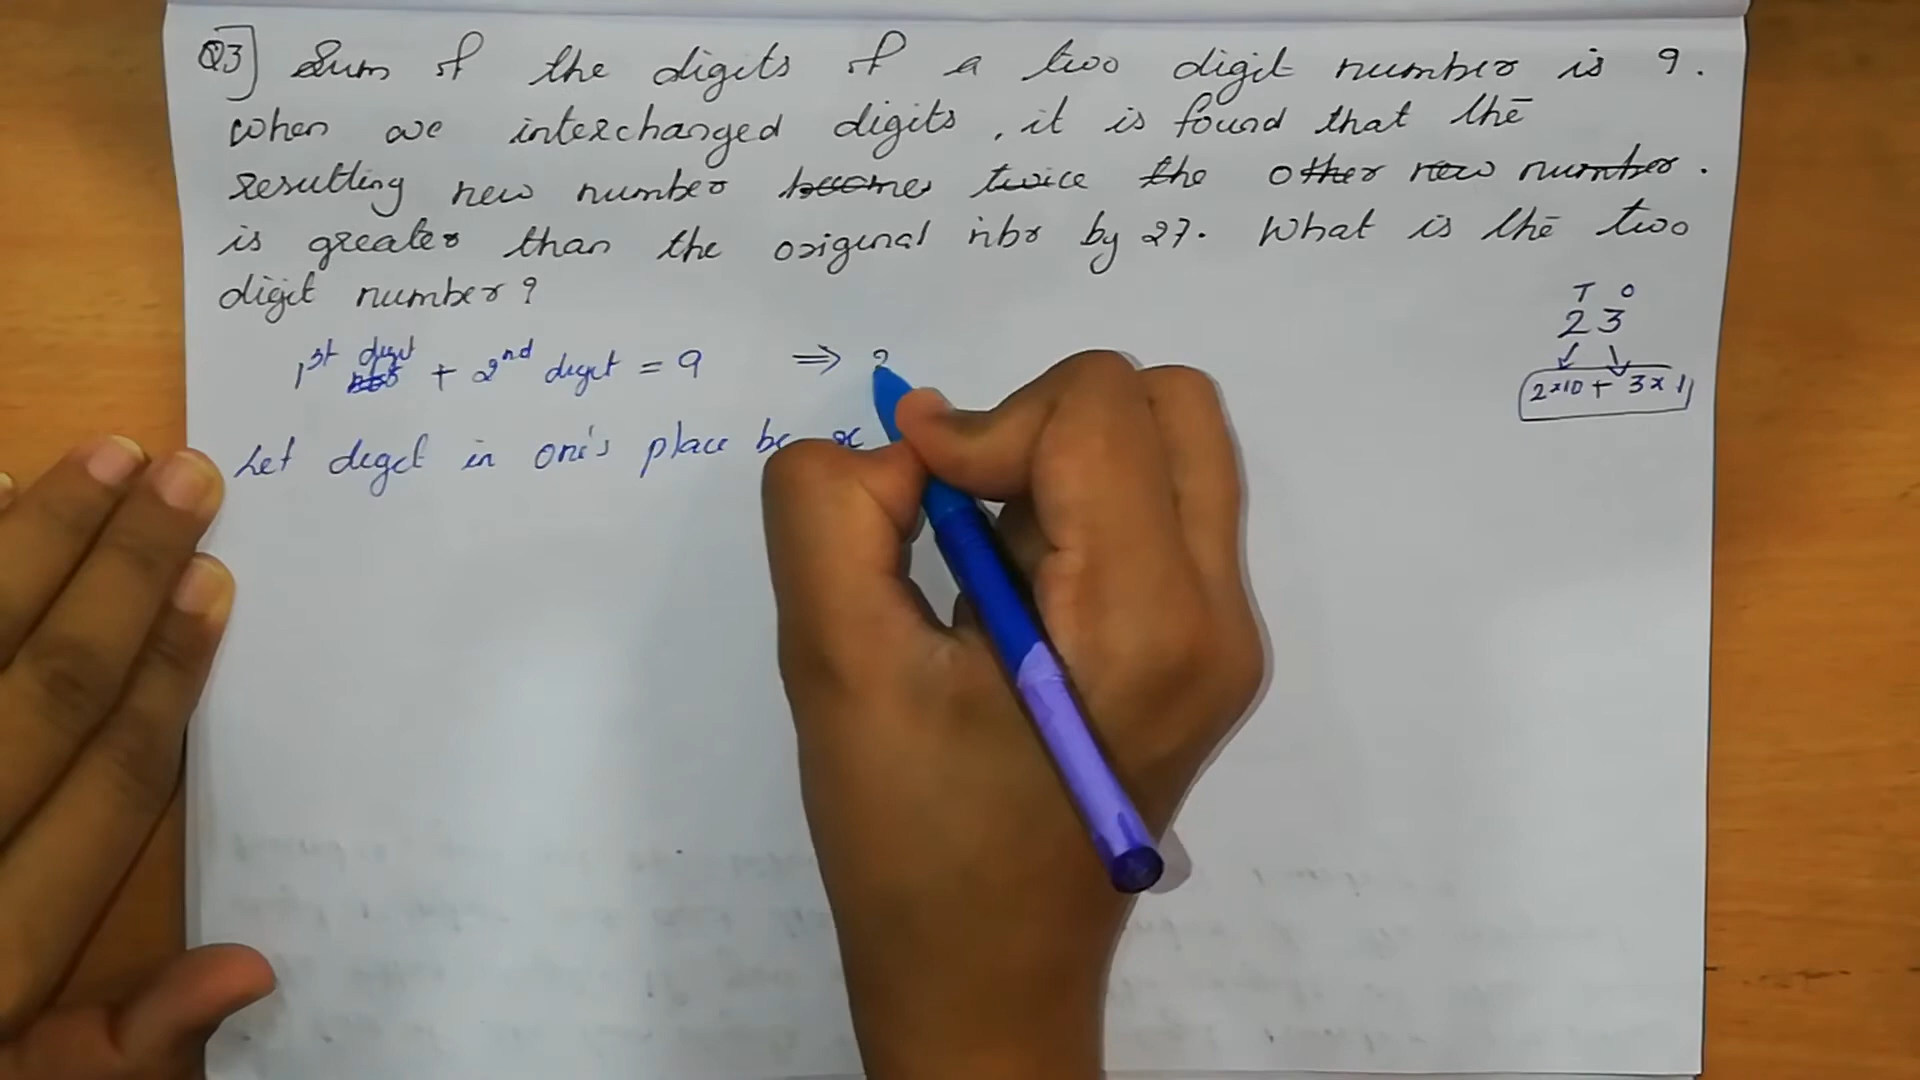 Q3] Sum of the digits of a two digit number is 9.
When we interchanged digits, it is found that the
resulting new number becomes twice the other new number.
is greater than the original nbr by 27. What is the two
digit number?
T O
2 3
2×10 + 3×1
1st digit + 2nd digit = 9 ⇒
Let digit in one's place be x